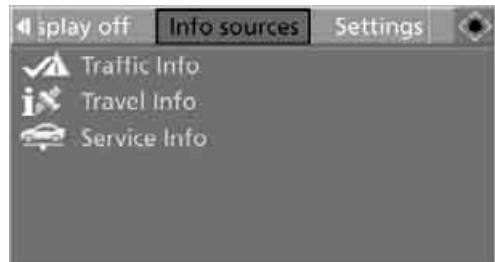 splay off Info sources Settings
Traffic Info
Travel Info
Service Info